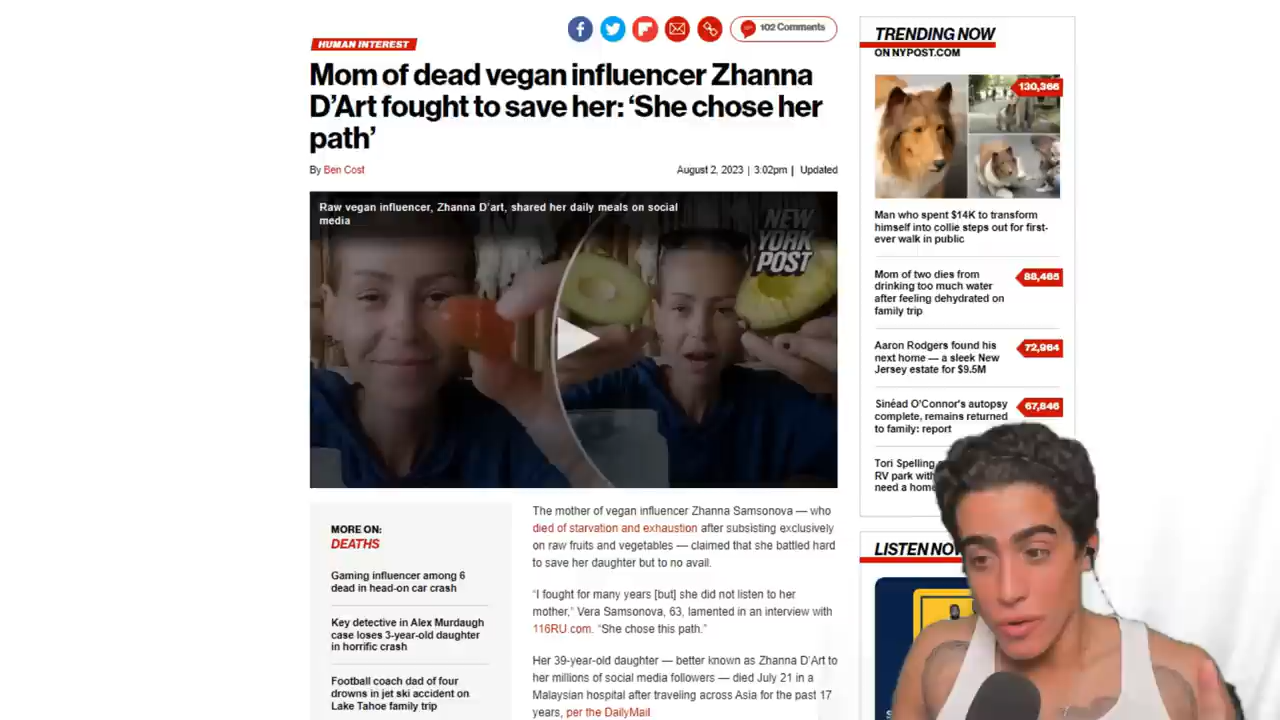 102 Comments
HUMAN INTEREST
Mom of dead vegan influencer Zhanna
D’Art fought to save her: ‘She chose her
path’
By Ben Cost
August 2, 2023 | 3:02pm | Updated
Raw vegan influencer, Zhanna D'art, shared her daily meals on social
media
NEW
YORK
POST
MORE ON:
DEATHS
Gaming influencer among 6
dead in head-on car crash
Key detective in Alex Murdaugh
case loses 3-year-old daughter
in horrific crash
Football coach dad of four
drowns in jet ski accident on
Lake Tahoe family trip
The mother of vegan influencer Zhanna Samsonova — who
died of starvation and exhaustion after subsisting exclusively
on raw fruits and vegetables — claimed that she battled hard
to save her daughter but to no avail.
“I fought for many years [but] she did not listen to her
mother,” Vera Samsonova, 63, lamented in an interview with
116RU.com. “She chose this path.”
Her 39-year-old daughter — better known as Zhanna D’Art to
her millions of social media followers — died July 21 in a
Malaysian hospital after traveling across Asia for the past 17
years, per the DailyMail
TRENDING NOW
ON NYPOST.COM
130,366
Man who spent $14K to transform
himself into collie steps out for first-
ever walk in public
Mom of two dies from
drinking too much water
after feeling dehydrated on
family trip
88,465
Aaron Rodgers found his
next home — a sleek New
Jersey estate for $9.5M
72,964
Sinéad O'Connor's autopsy
complete, remains returned
to family: report
67,846
Tori Spelling
RV park with
need a home
LISTEN NOW